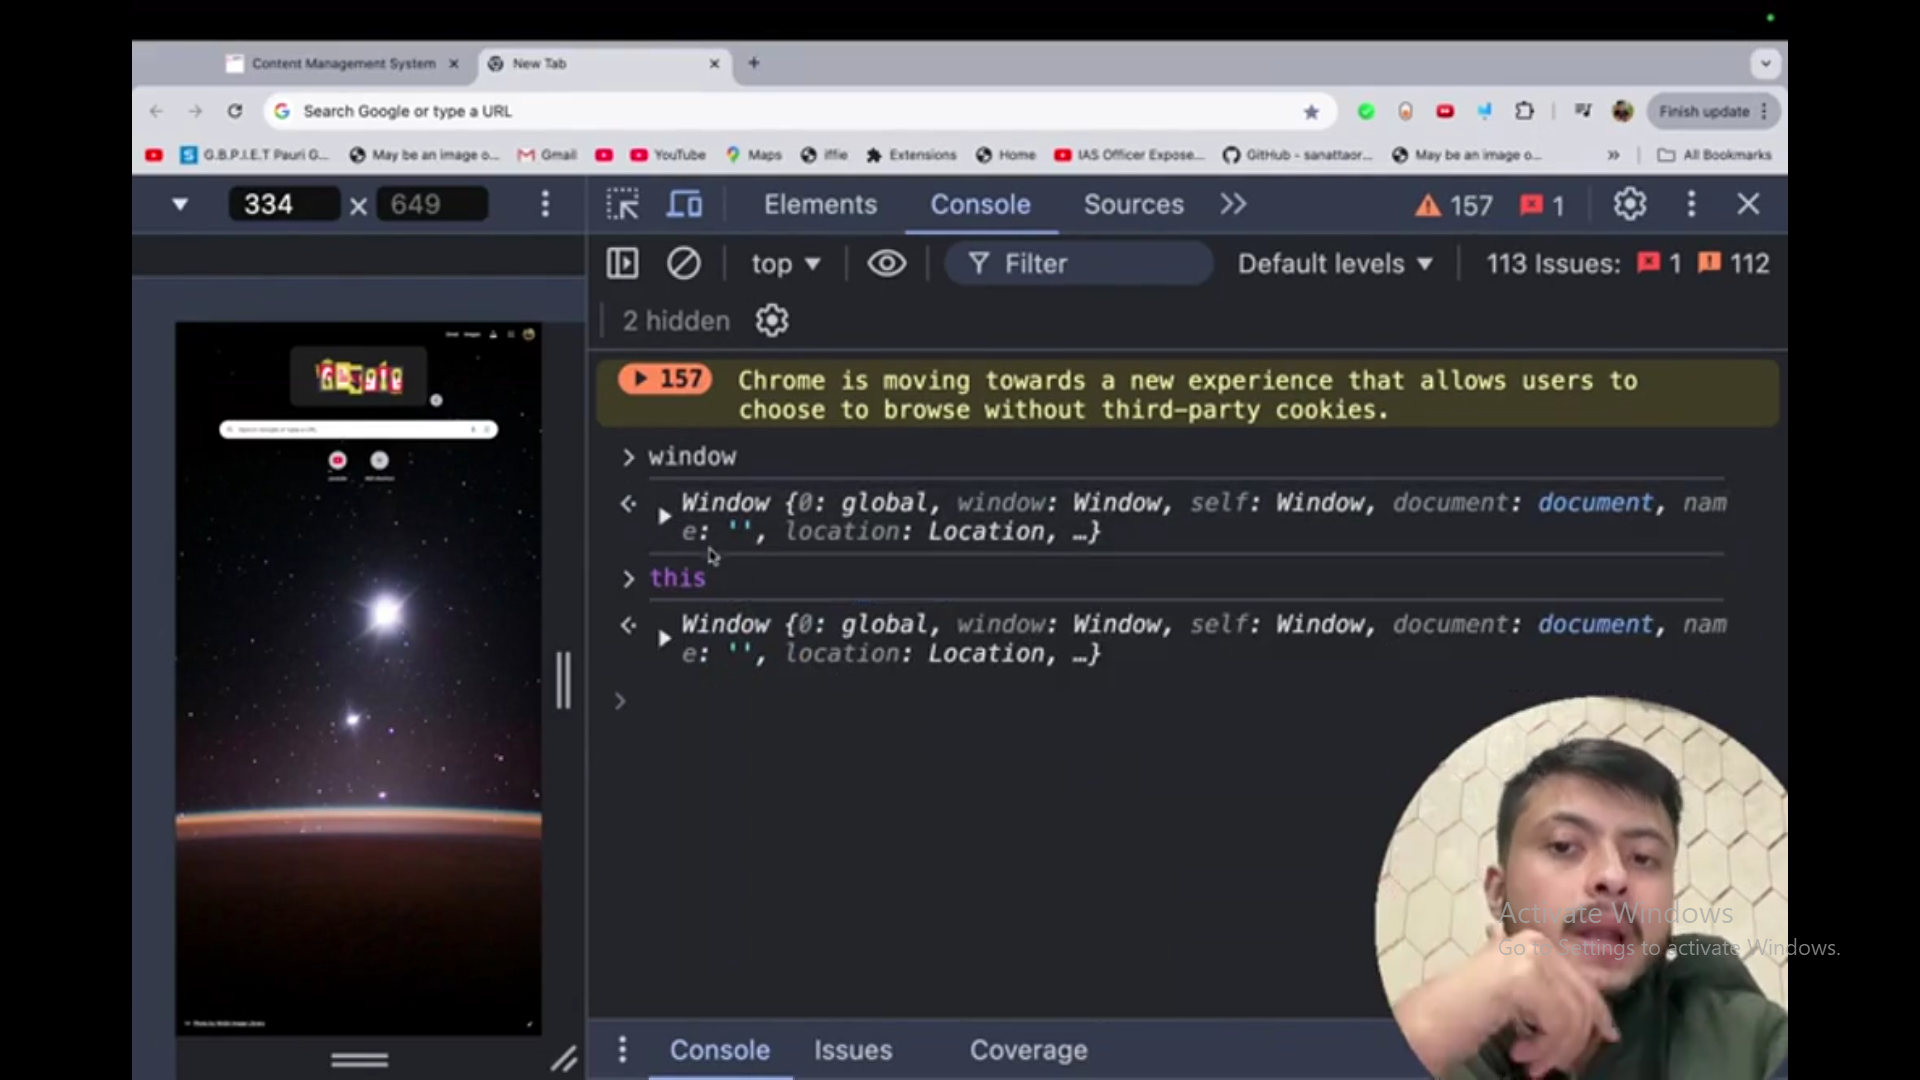 Content Management System
New Tab
Search Google or type a URL
Finish update
G.B.P.I.E.T Pauri G...
May be an image o...
Gmail
YouTube
Maps
Iffie
Extensions
Home
IAS Officer Expose...
GitHub - sanattaor...
May be an image o...
All Bookmarks
334 × 649
Elements
Console
Sources
157
1
top
Filter
Default levels
113 Issues: 1 112
2 hidden
157
Chrome is moving towards a new experience that allows users to
choose to browse without third-party cookies.
> window
Window {0: global, window: Window, self: Window, document: document, nam
e: '', location: Location, …}
> this
Window {0: global, window: Window, self: Window, document: document, nam
e: '', location: Location, …}
>
Google
Activate Windows
Go to Settings to activate Windows.
Console
Issues
Coverage